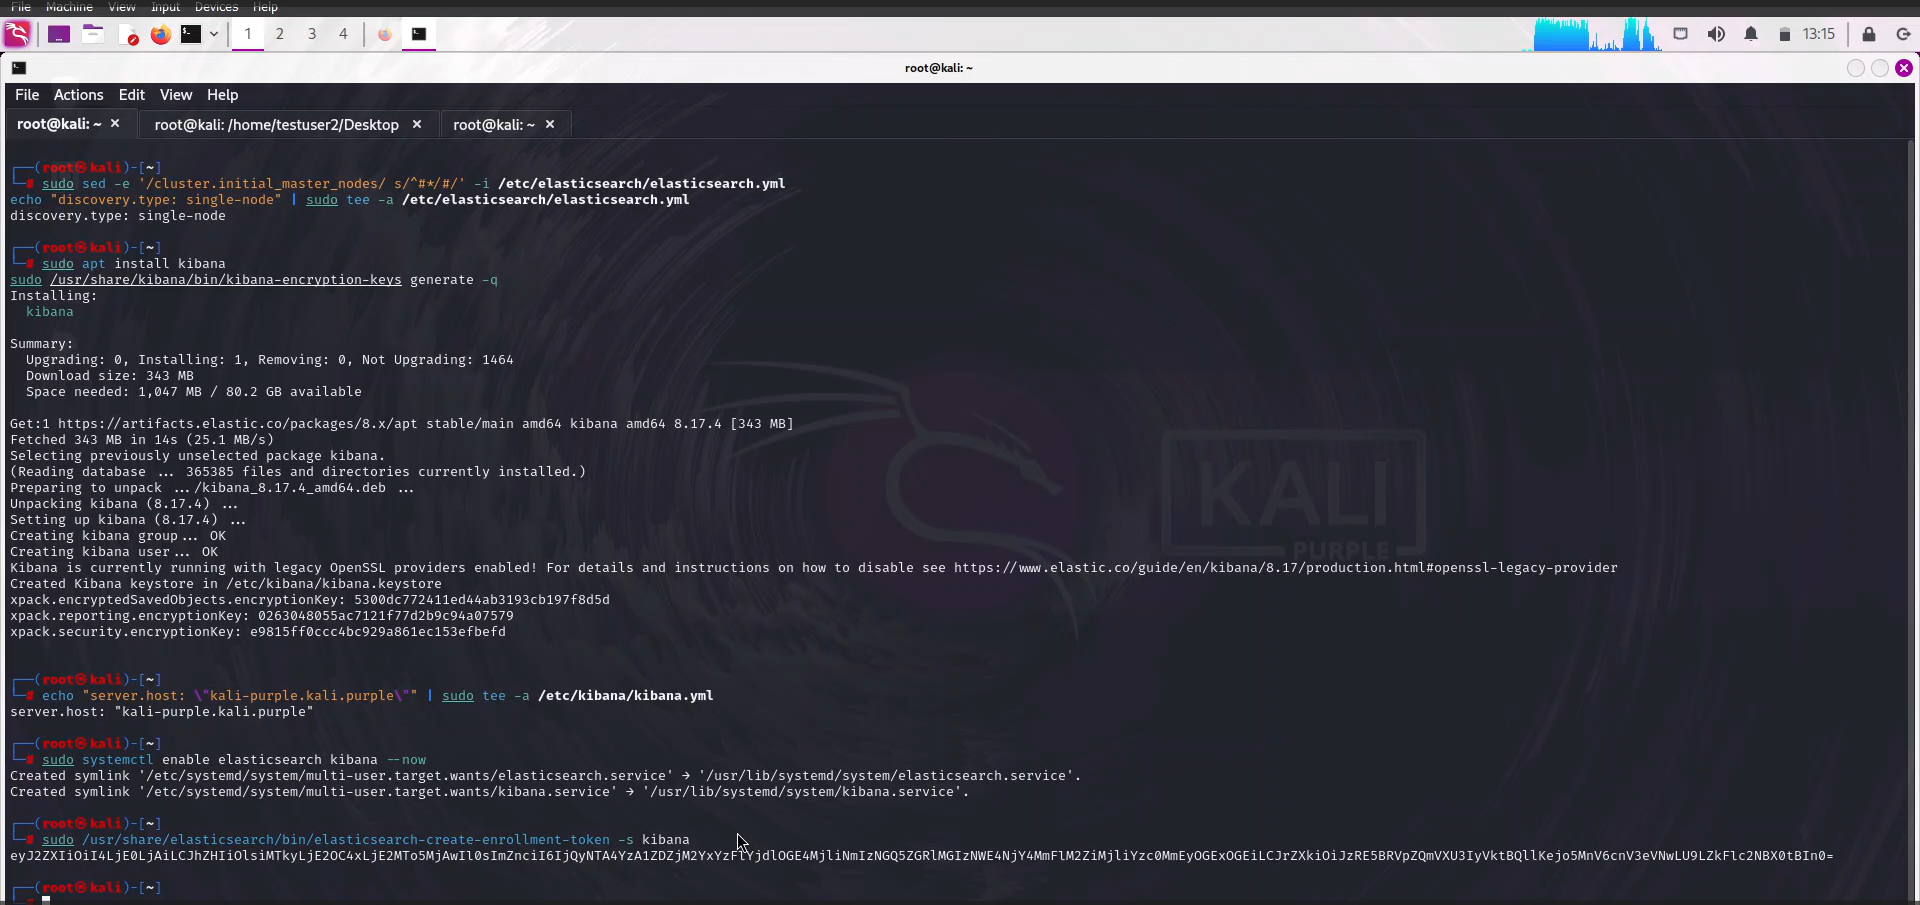 File Machine View Input Devices Help
1 2 3 4 13:15
root@kali: ~
File Actions Edit View Help
root@kali: ~ × root@kali: /home/testuser2/Desktop × root@kali: ~ ×
┌──(root㉿kali)-[~]
└─# sudo sed -e '/cluster.initial_master_nodes/ s/^#*/#/' -i /etc/elasticsearch/elasticsearch.yml
echo "discovery.type: single-node" | sudo tee -a /etc/elasticsearch/elasticsearch.yml
discovery.type: single-node
┌──(root㉿kali)-[~]
└─# sudo apt install kibana
sudo /usr/share/kibana/bin/kibana-encryption-keys generate -q
Installing:
kibana
Summary:
Upgrading: 0, Installing: 1, Removing: 0, Not Upgrading: 1464
Download size: 343 MB
Space needed: 1,047 MB / 80.2 GB available
Get:1 https://artifacts.elastic.co/packages/8.x/apt stable/main amd64 kibana amd64 8.17.4 [343 MB]
Fetched 343 MB in 14s (25.1 MB/s)
Selecting previously unselected package kibana.
(Reading database ... 365385 files and directories currently installed.)
Preparing to unpack .../kibana_8.17.4_amd64.deb ...
Unpacking kibana (8.17.4) ...
Setting up kibana (8.17.4) ...
Creating kibana group... OK
Creating kibana user... OK
Kibana is currently running with legacy OpenSSL providers enabled! For details and instructions on how to disable see https://www.elastic.co/guide/en/kibana/8.17/production.html#openssl-legacy-provider
Created Kibana keystore in /etc/kibana/kibana.keystore
xpack.encryptedSavedObjects.encryptionKey: 5300dc772411ed44ab3193cb197f8d5d
xpack.reporting.encryptionKey: 0263048055ac7121f77d2b9c94a07579
xpack.security.encryptionKey: e9815ff0ccc4bc929a861ec153efbefd
┌──(root㉿kali)-[~]
└─# echo "server.host: \"kali-purple.kali.purple\"" | sudo tee -a /etc/kibana/kibana.yml
server.host: "kali-purple.kali.purple"
┌──(root㉿kali)-[~]
└─# sudo systemctl enable elasticsearch kibana --now
Created symlink '/etc/systemd/system/multi-user.target.wants/elasticsearch.service' → '/usr/lib/systemd/system/elasticsearch.service'.
Created symlink '/etc/systemd/system/multi-user.target.wants/kibana.service' → '/usr/lib/systemd/system/kibana.service'.
┌──(root㉿kali)-[~]
└─# sudo /usr/share/elasticsearch/bin/elasticsearch-create-enrollment-token -s kibana
┌──(root㉿kali)-[~]
└─#
KALI
PURPLE